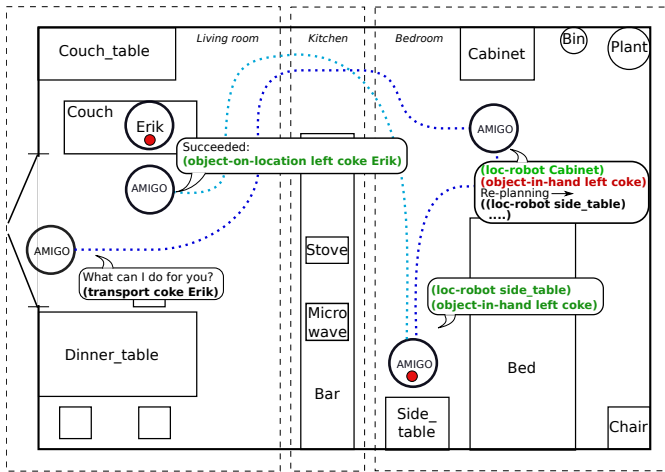 Living room
Kitchen
Bedroom
Couch_table
Cabinet
Bin
Plant
Couch
Erik
AMIGO
Succeeded:
(object-on-location left coke Erik)
AMIGO
(loc-robot Cabinet)
(object-in-hand left coke)
Re-planning
((loc-robot side_table)
....)
AMIGO
What can I do for you?
(transport coke Erik)
Stove
Micro
wave
Bar
(loc-robot side_table)
(object-in-hand left coke)
AMIGO
Dinner_table
Bed
Side_
table
Chair